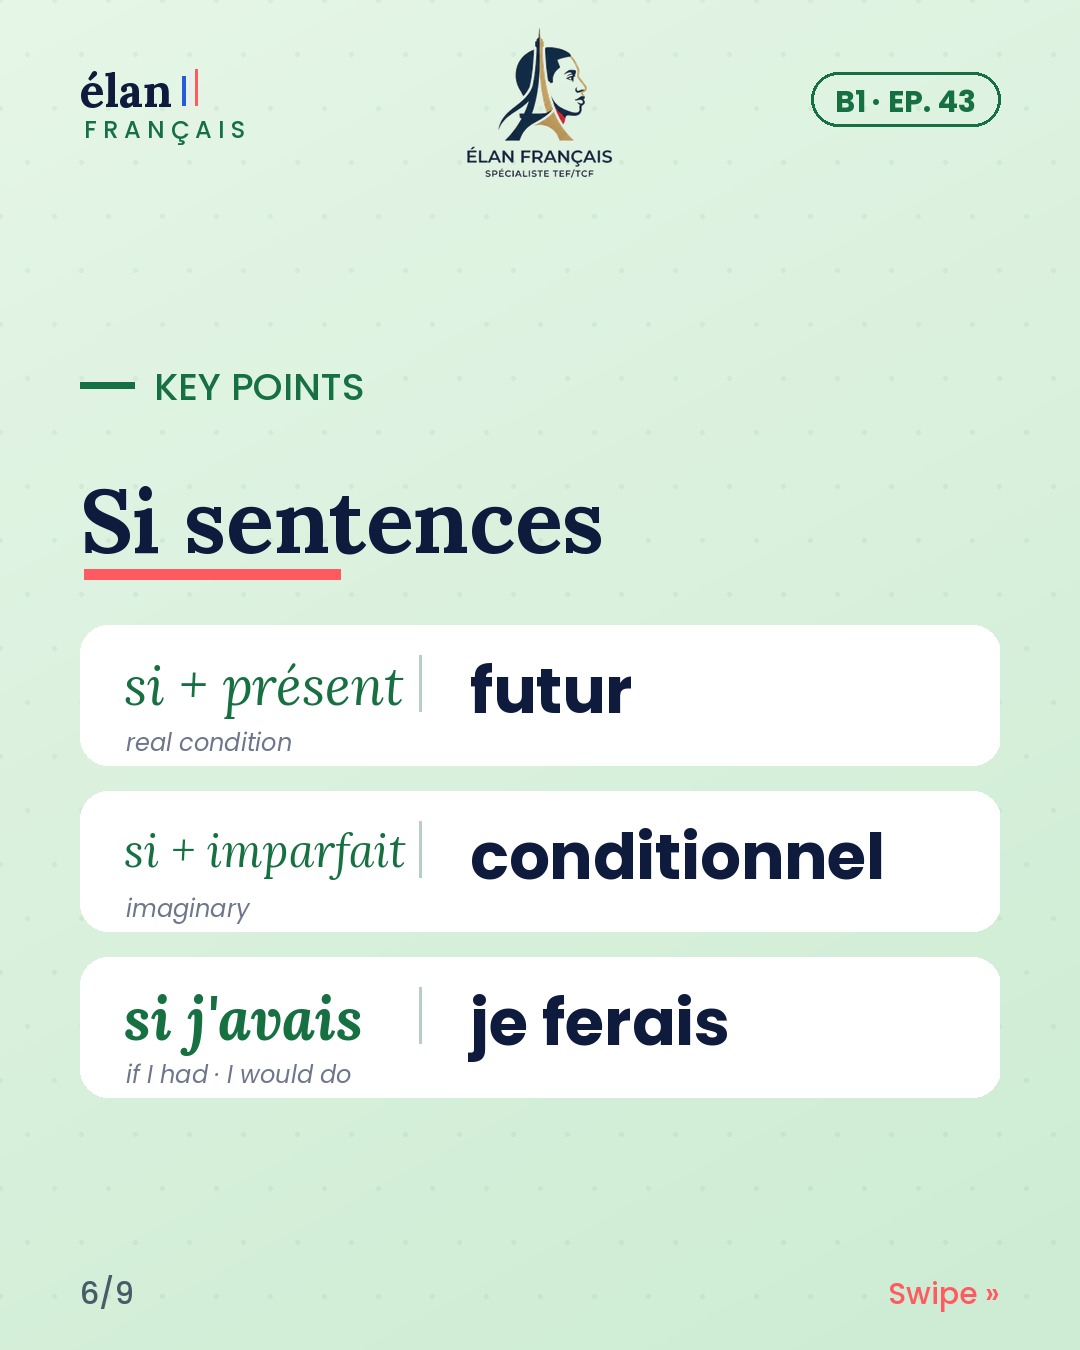 élan
FRANÇAIS
ÉLAN FRANÇAIS
SPÉCIALISTE TEF/TCF
B1 · EP. 43
KEY POINTS
Si sentences
si + présent
futur
real condition
si + imparfait
conditionnel
imaginary
si j'avais
je ferais
if I had · I would do
6/9
Swipe »